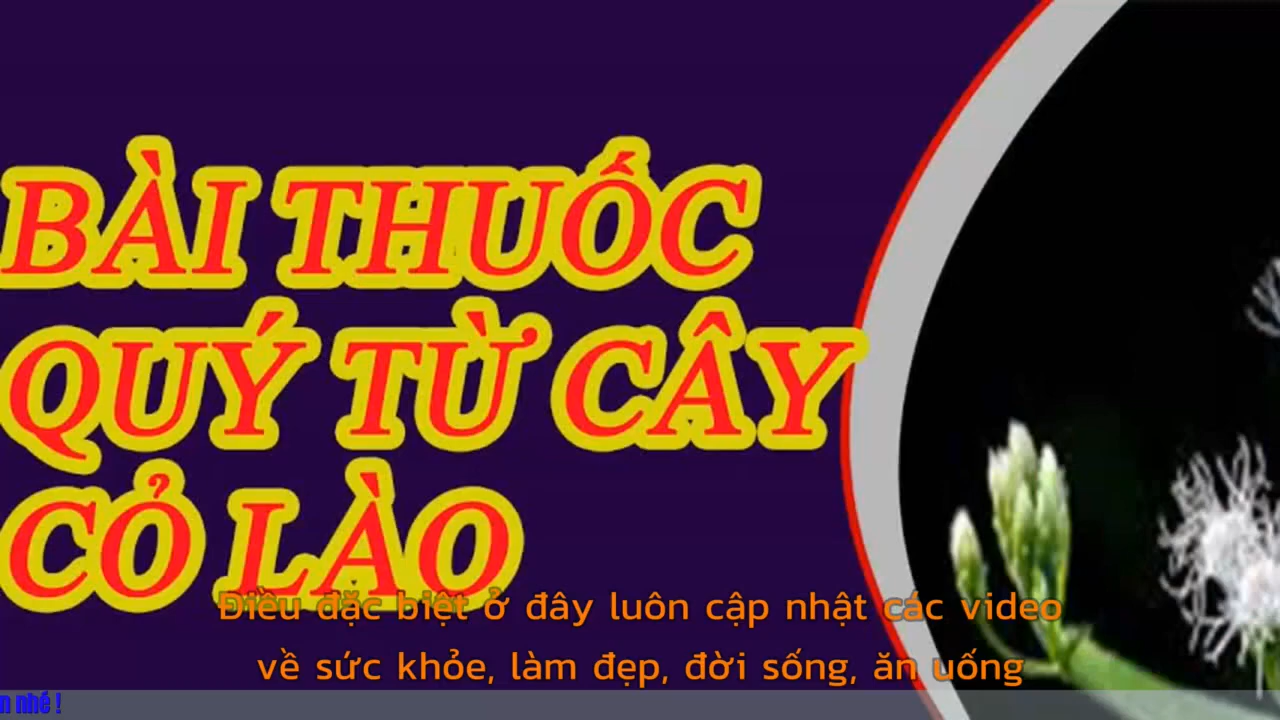 BÀI THUỐC
QUÝ TỪ CÂY
CỎ LÀO
Điều đặc biệt ở đây luôn cập nhật các video
về sức khỏe, làm đẹp, đời sống, ăn uống
n nhé !